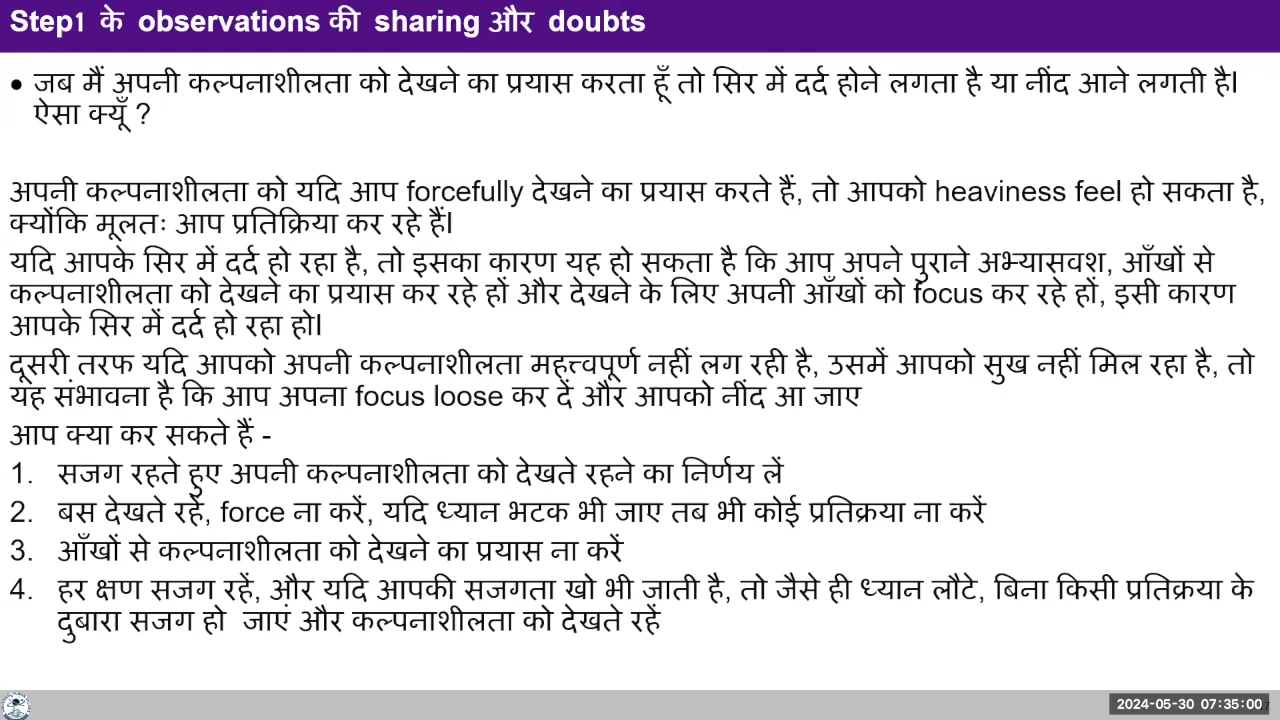 Step1 के observations की sharing और doubts
• जब मैं अपनी कल्पनाशीलता को देखने का प्रयास करता हूँ तो सिर में दर्द होने लगता है या नींद आने लगती है।
ऐसा क्यूँ ?
अपनी कल्पनाशीलता को यदि आप forcefully देखने का प्रयास करते हैं, तो आपको heaviness feel हो सकता है,
क्योंकि मूलतः आप प्रतिक्रिया कर रहे हैं।
यदि आपके सिर में दर्द हो रहा है, तो इसका कारण यह हो सकता है कि आप अपने पुराने अभ्यासवश, आँखों से
कल्पनाशीलता को देखने का प्रयास कर रहे हों और देखने के लिए अपनी आँखों को focus कर रहे हों, इसी कारण
आपके सिर में दर्द हो रहा हो।
दूसरी तरफ यदि आपको अपनी कल्पनाशीलता महत्त्वपूर्ण नहीं लग रही है, उसमें आपको सुख नहीं मिल रहा है, तो
यह संभावना है कि आप अपना focus loose कर दें और आपको नींद आ जाए
आप क्या कर सकते हैं -
1. सजग रहते हुए अपनी कल्पनाशीलता को देखते रहने का निर्णय लें
2. बस देखते रहें, force ना करें, यदि ध्यान भटक भी जाए तब भी कोई प्रतिक्रया ना करें
3. आँखों से कल्पनाशीलता को देखने का प्रयास ना करें
4. हर क्षण सजग रहें, और यदि आपकी सजगता खो भी जाती है, तो जैसे ही ध्यान लौटे, बिना किसी प्रतिक्रया के
दुबारा सजग हो जाएं और कल्पनाशीलता को देखते रहें
2024-05-30 07:35:00